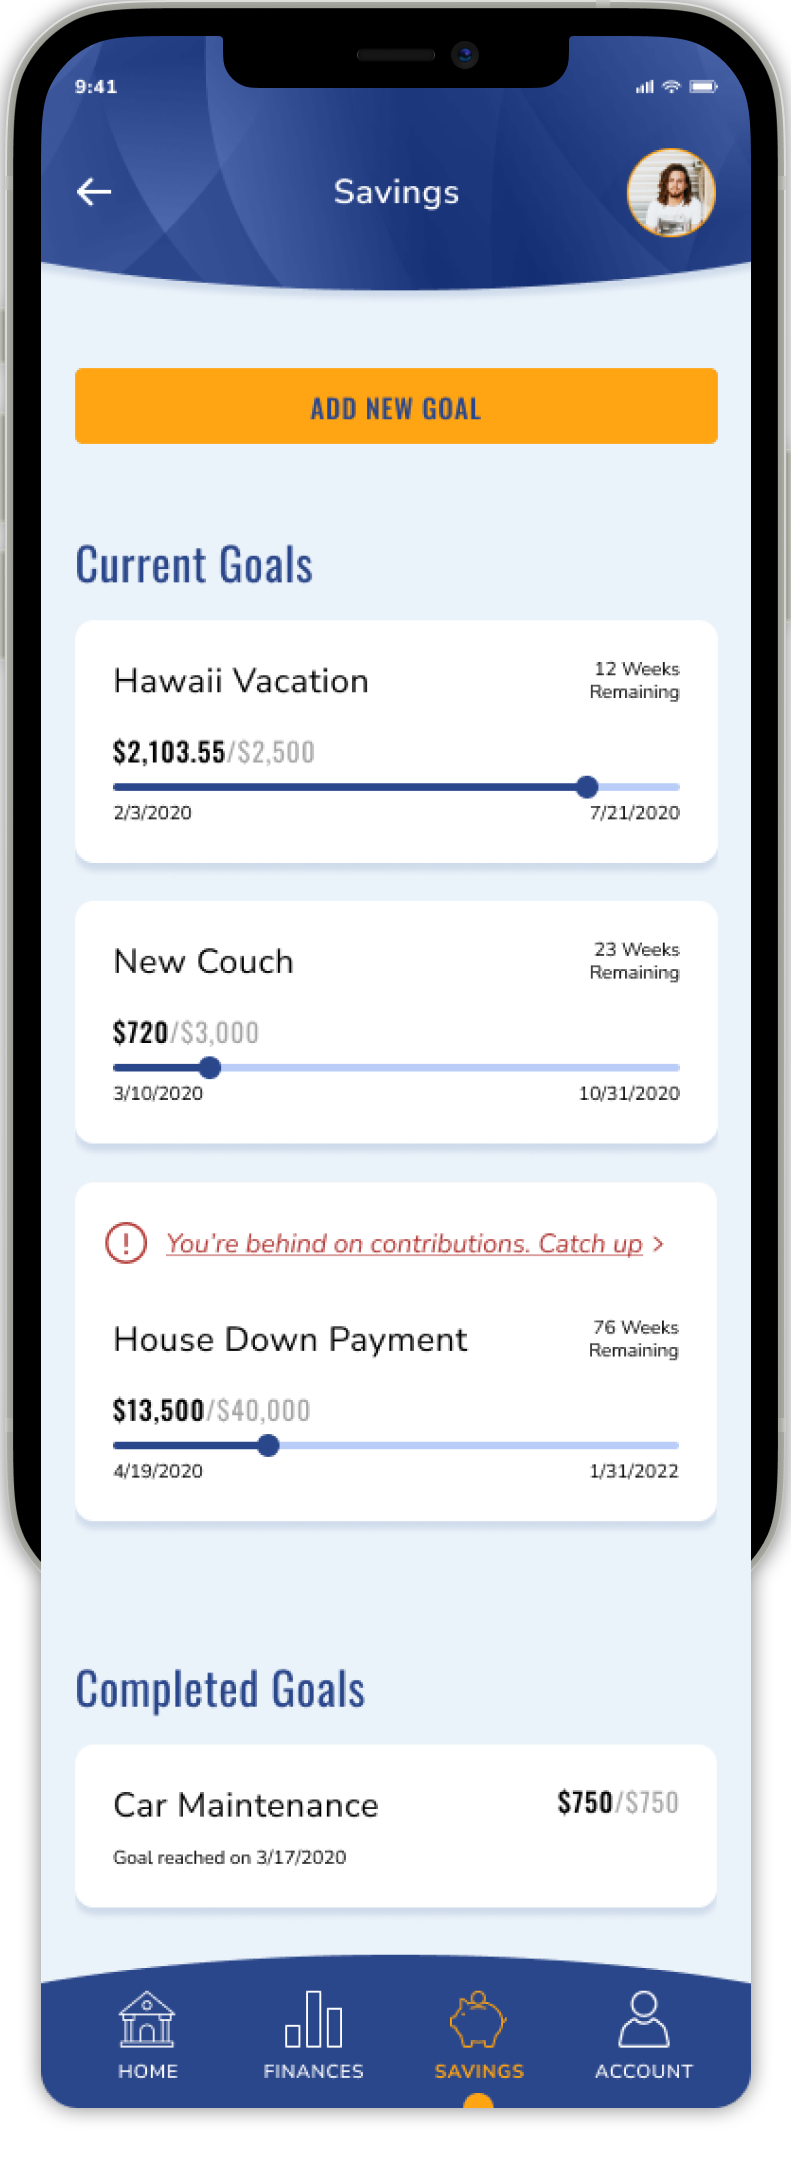 9:41
Savings
ADD NEW GOAL
Current Goals
Hawaii Vacation
12 Weeks
Remaining
$2,103.55/$2,500
2/3/2020
7/21/2020
New Couch
23 Weeks
Remaining
$720/$3,000
3/10/2020
10/31/2020
You're behind on contributions. Catch up >
House Down Payment
76 Weeks
Remaining
$13,500/$40,000
4/19/2020
1/31/2022
Completed Goals
Car Maintenance
$750/$750
Goal reached on 3/17/2020
HOME
FINANCES
SAVINGS
ACCOUNT